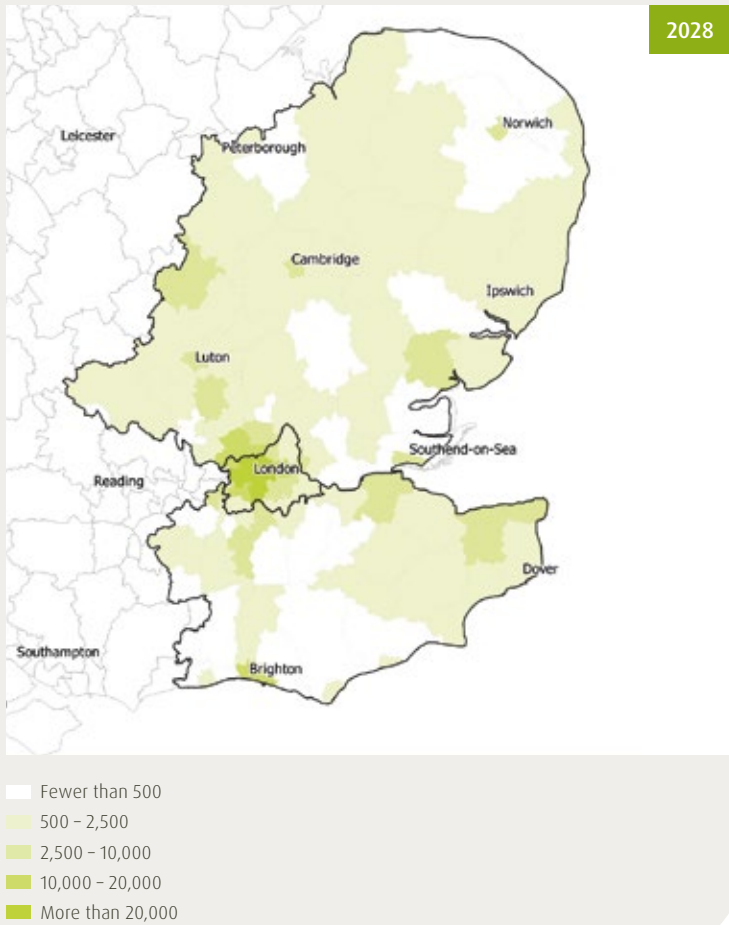 2028
Norwich
Leicester
Peterborough
Cambridge
Ipswich
Luton
Southend-on-Sea
London
Reading
Dover
Southampton
Brighton
Fewer than 500
500 – 2,500
2,500 – 10,000
10,000 – 20,000
More than 20,000